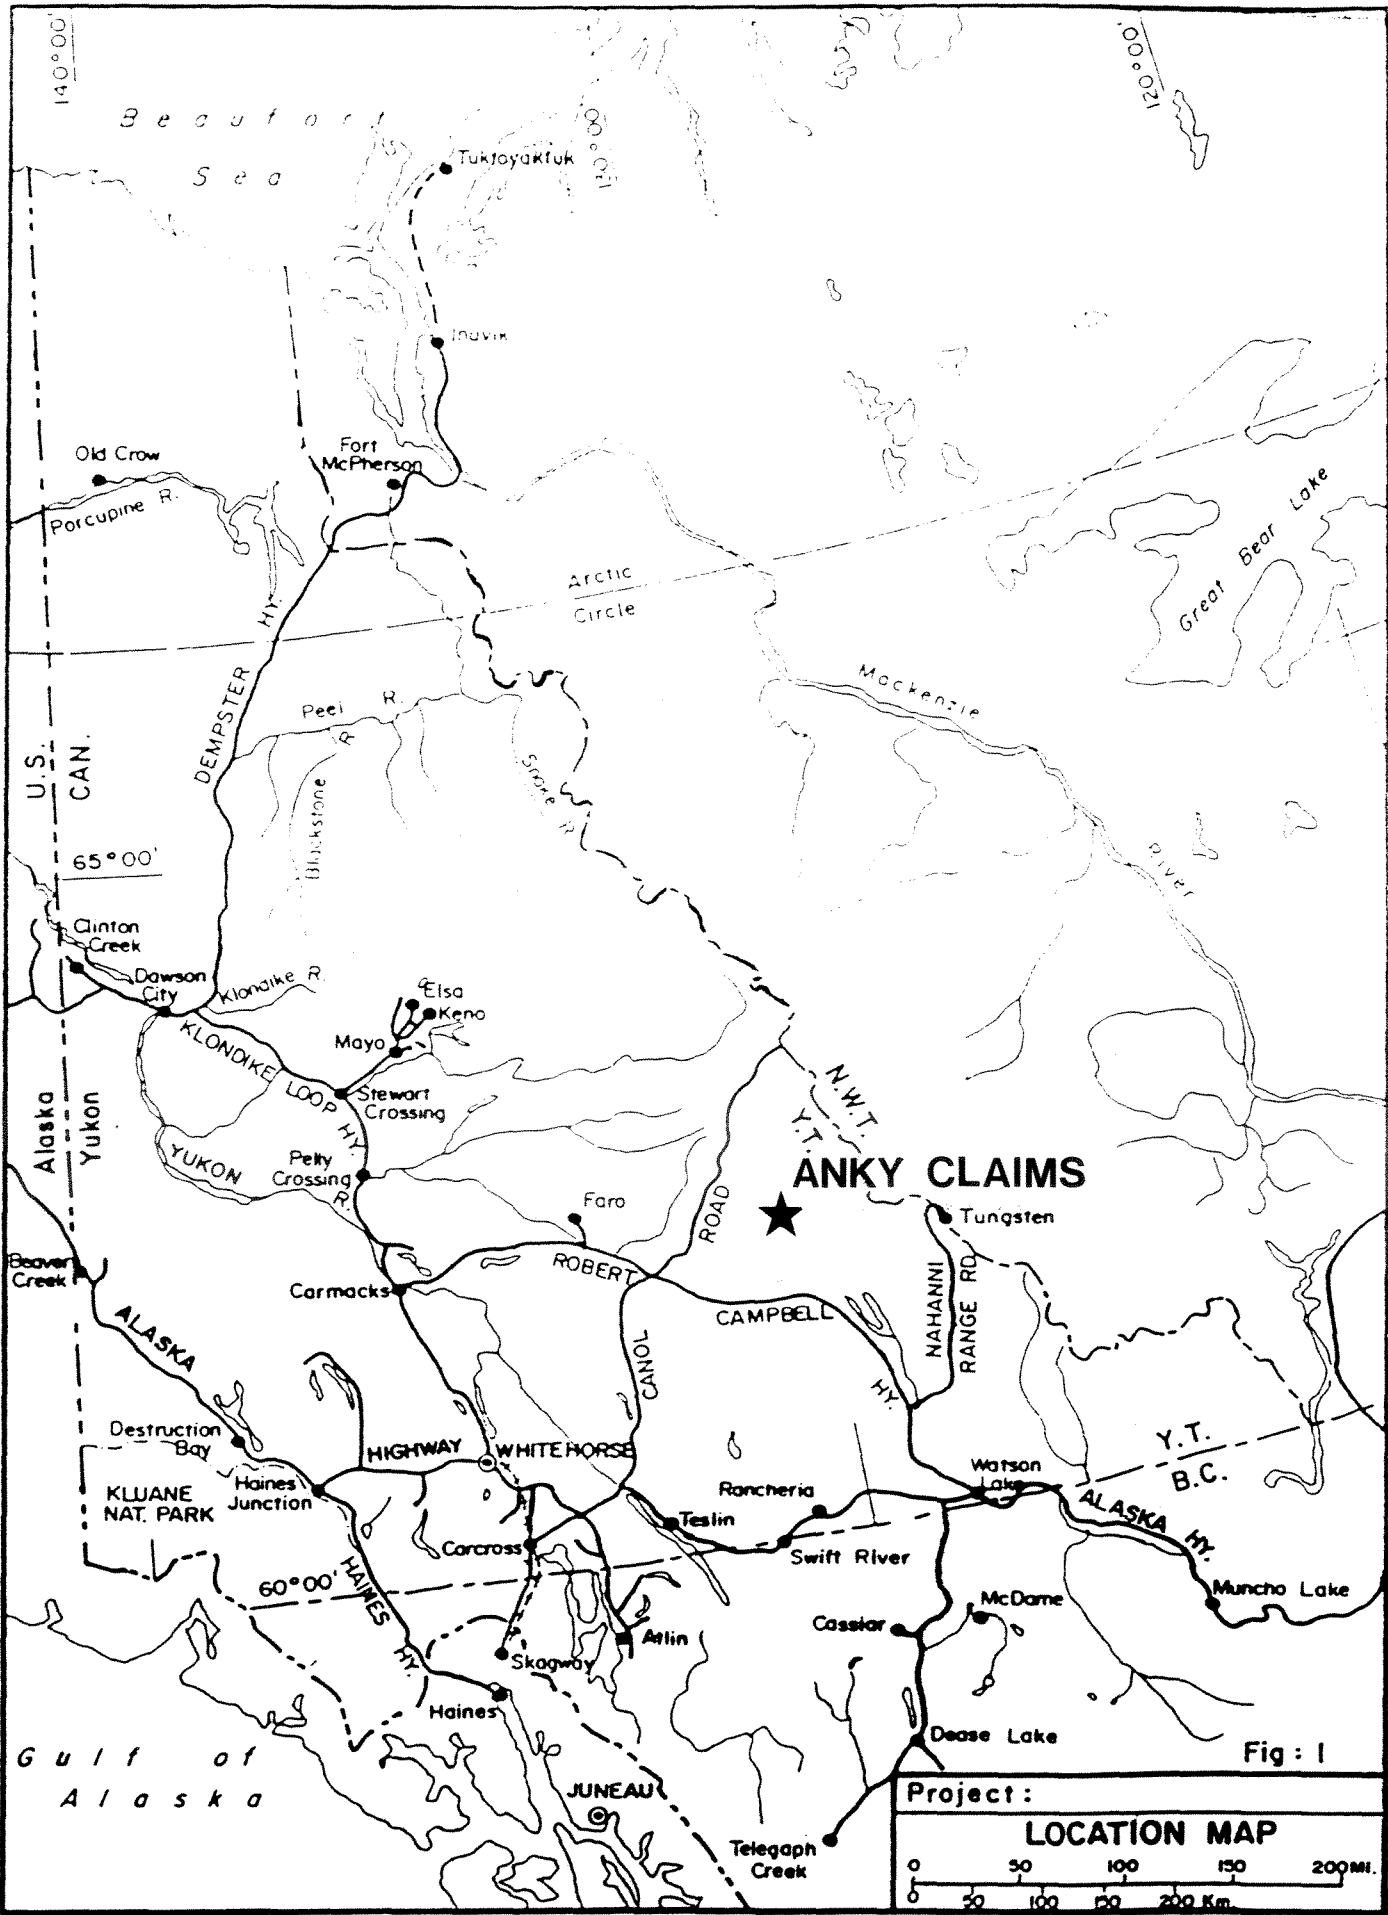 140°00'
120°00'
Beaufort
Sea
130°00'
Tuktoyaktuk
Inuvik
Old Crow
Fort
McPherson
Porcupine R.
Great Bear Lake
Arctic
Circle
HY.
DEMPSTER
Peel R.
Mackenzie
River
Blackstone R
Snake R.
U.S.
CAN.
65°00'
Clinton
Creek
Dawson
City
Klondike R.
Elsa
Keno
Mayo
KLONDIKE LOOP HY.
Stewart
Crossing
Alaska
Yukon
N.W.T.
Y.T.
YUKON R.
Pelly
Crossing
ANKY CLAIMS
Faro
ROAD
Tungsten
Beaver
Creek
ROBERT
CAMPBELL
HY.
NAHANNI
RANGE RD.
Carmacks
ALASKA
CANOL
Destruction
Bay
HIGHWAY
WHITEHORSE
Y.T.
B.C.
Watson
Lake
KLUANE
NAT. PARK
Haines
Junction
Rancheria
Teslin
ALASKA HY.
Carcross
Swift River
60°00'
HAINES HY.
Muncho Lake
McDame
Cassiar
Atlin
Skagway
Haines
Dease Lake
Gulf of
Alaska
Fig : 1
JUNEAU
Project :
LOCATION MAP
Telegaph
Creek
0 50 100 150 200 MI.
0 50 100 150 200 Km.